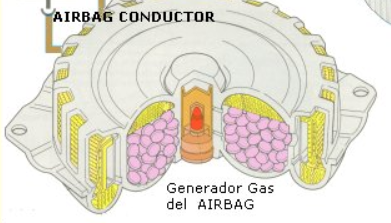 AIRBAG CONDUCTOR
Generador Gas
del AIRBAG